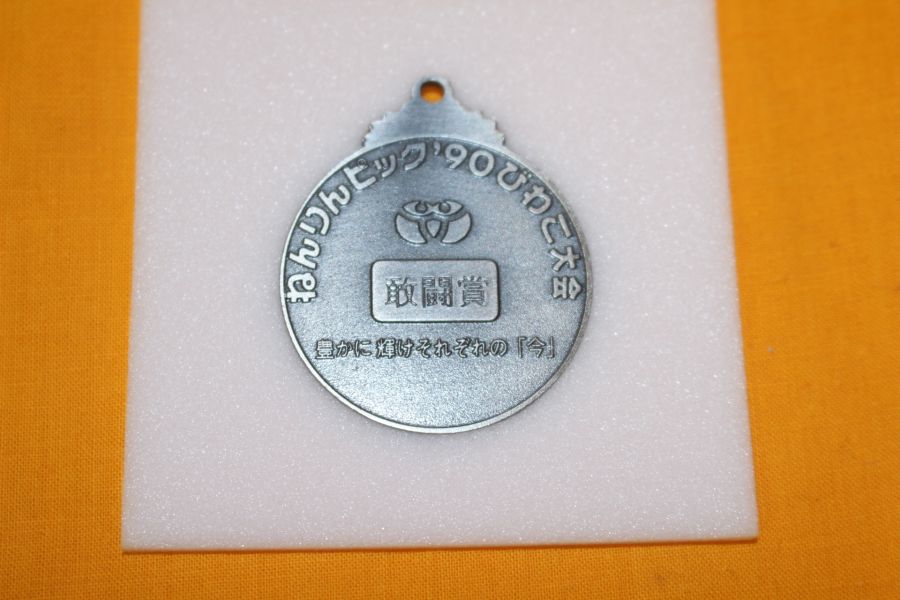 ねんりんピック'90びわこ大会
敢闘賞
豊かに 輝けそれぞれの「今」